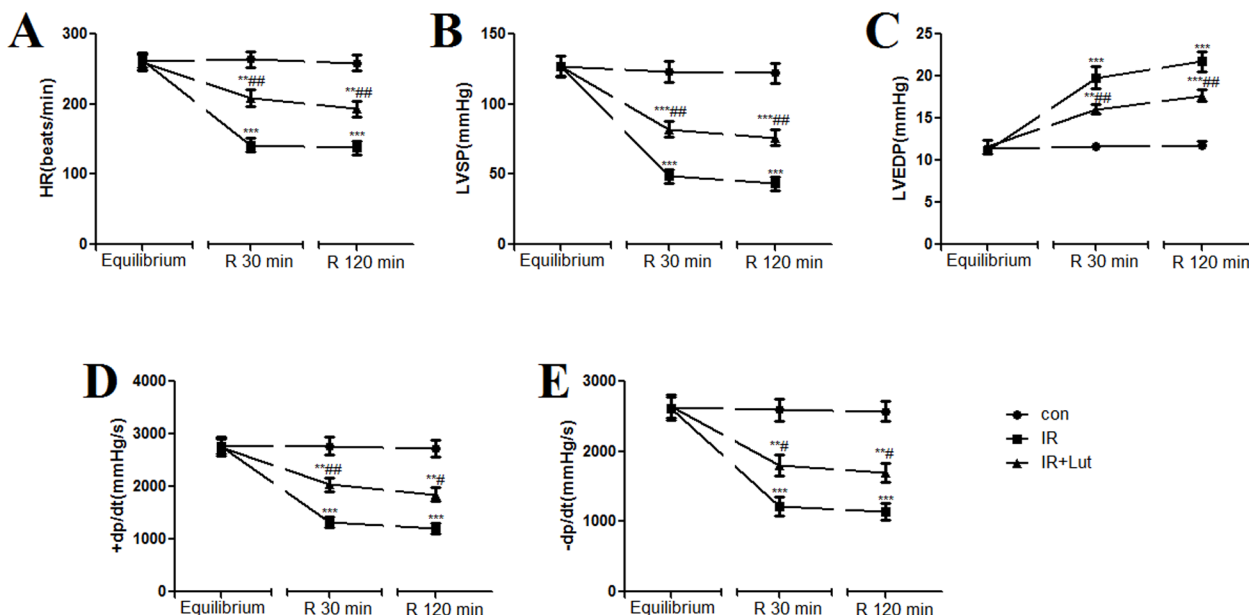 A
HR(beats/min)
300
200
100
0
**##
**##
***
***
Equilibrium
R 30 min
R 120 min
B
LVSP(mmHg)
150
100
50
0
***##
***##
***
***
Equilibrium
R 30 min
R 120 min
C
LVEDP(mmHg)
25
20
15
10
5
0
***
***
**##
***##
Equilibrium
R 30 min
R 120 min
D
+dp/dt(mmHg/s)
4000
3000
2000
1000
0
**##
**#
***
***
Equilibrium
R 30 min
R 120 min
E
-dp/dt(mmHg/s)
3000
2000
1000
0
**#
**#
***
***
Equilibrium
R 30 min
R 120 min
con
IR
IR+Lut